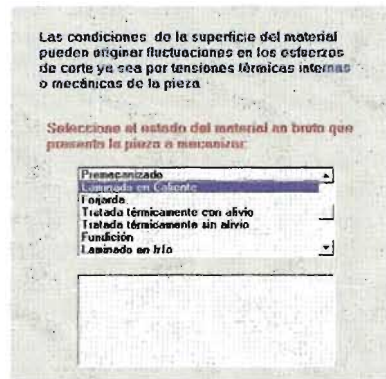 Las condiciones de la superficie del material
pueden originar fluctuaciones en los esfuerzos
de corte ya sea por tensiones térmicas internas
o mecánicas de la pieza
Seleccione el estado del material en bruto que
presenta la pieza a mecanizar:
Premecanizado
Laminado en Caliente
Forjada
Tratada térmicamente con alivio
Tratada térmicamente sin alivio
Fundición
Laminado en frío